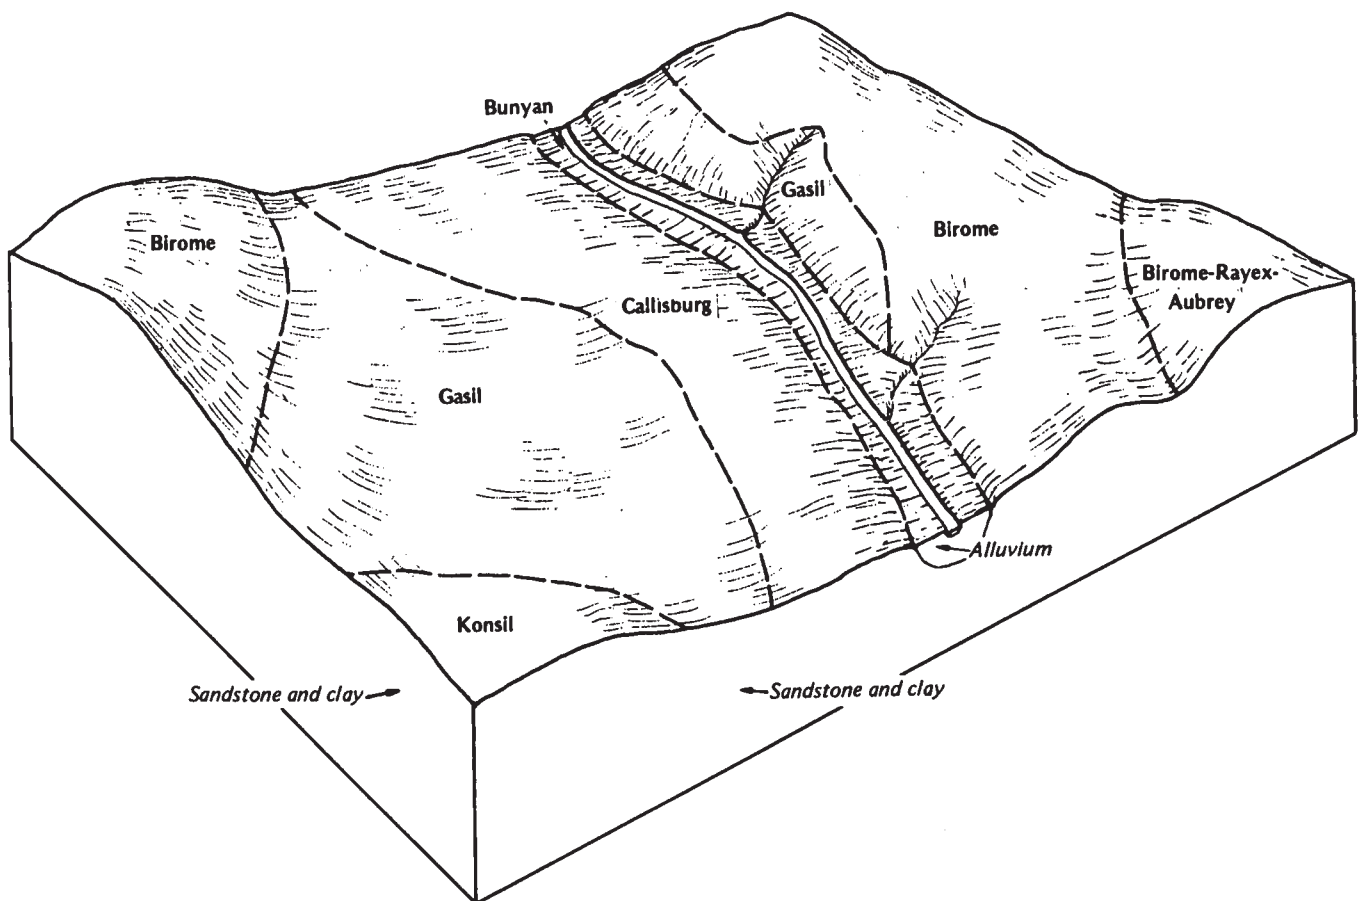 Bunyan
Gasil
Birome
Birome
Birome-Rayex-
Aubrey
Callisburg
Gasil
Alluvium
Konsil
Sandstone and clay
Sandstone and clay